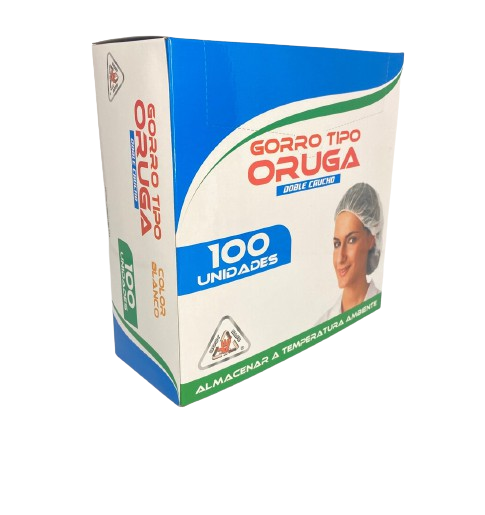 GORRO TIPO
ORUGA
DOBLE CAUCHO
100
UNIDADES
ALMACENAR A TEMPERATURA AMBIENTE
GORRO TIPO
ORUGA
DOBLE CAUCHO
COLOR
BLANCO
100
UNIDADES